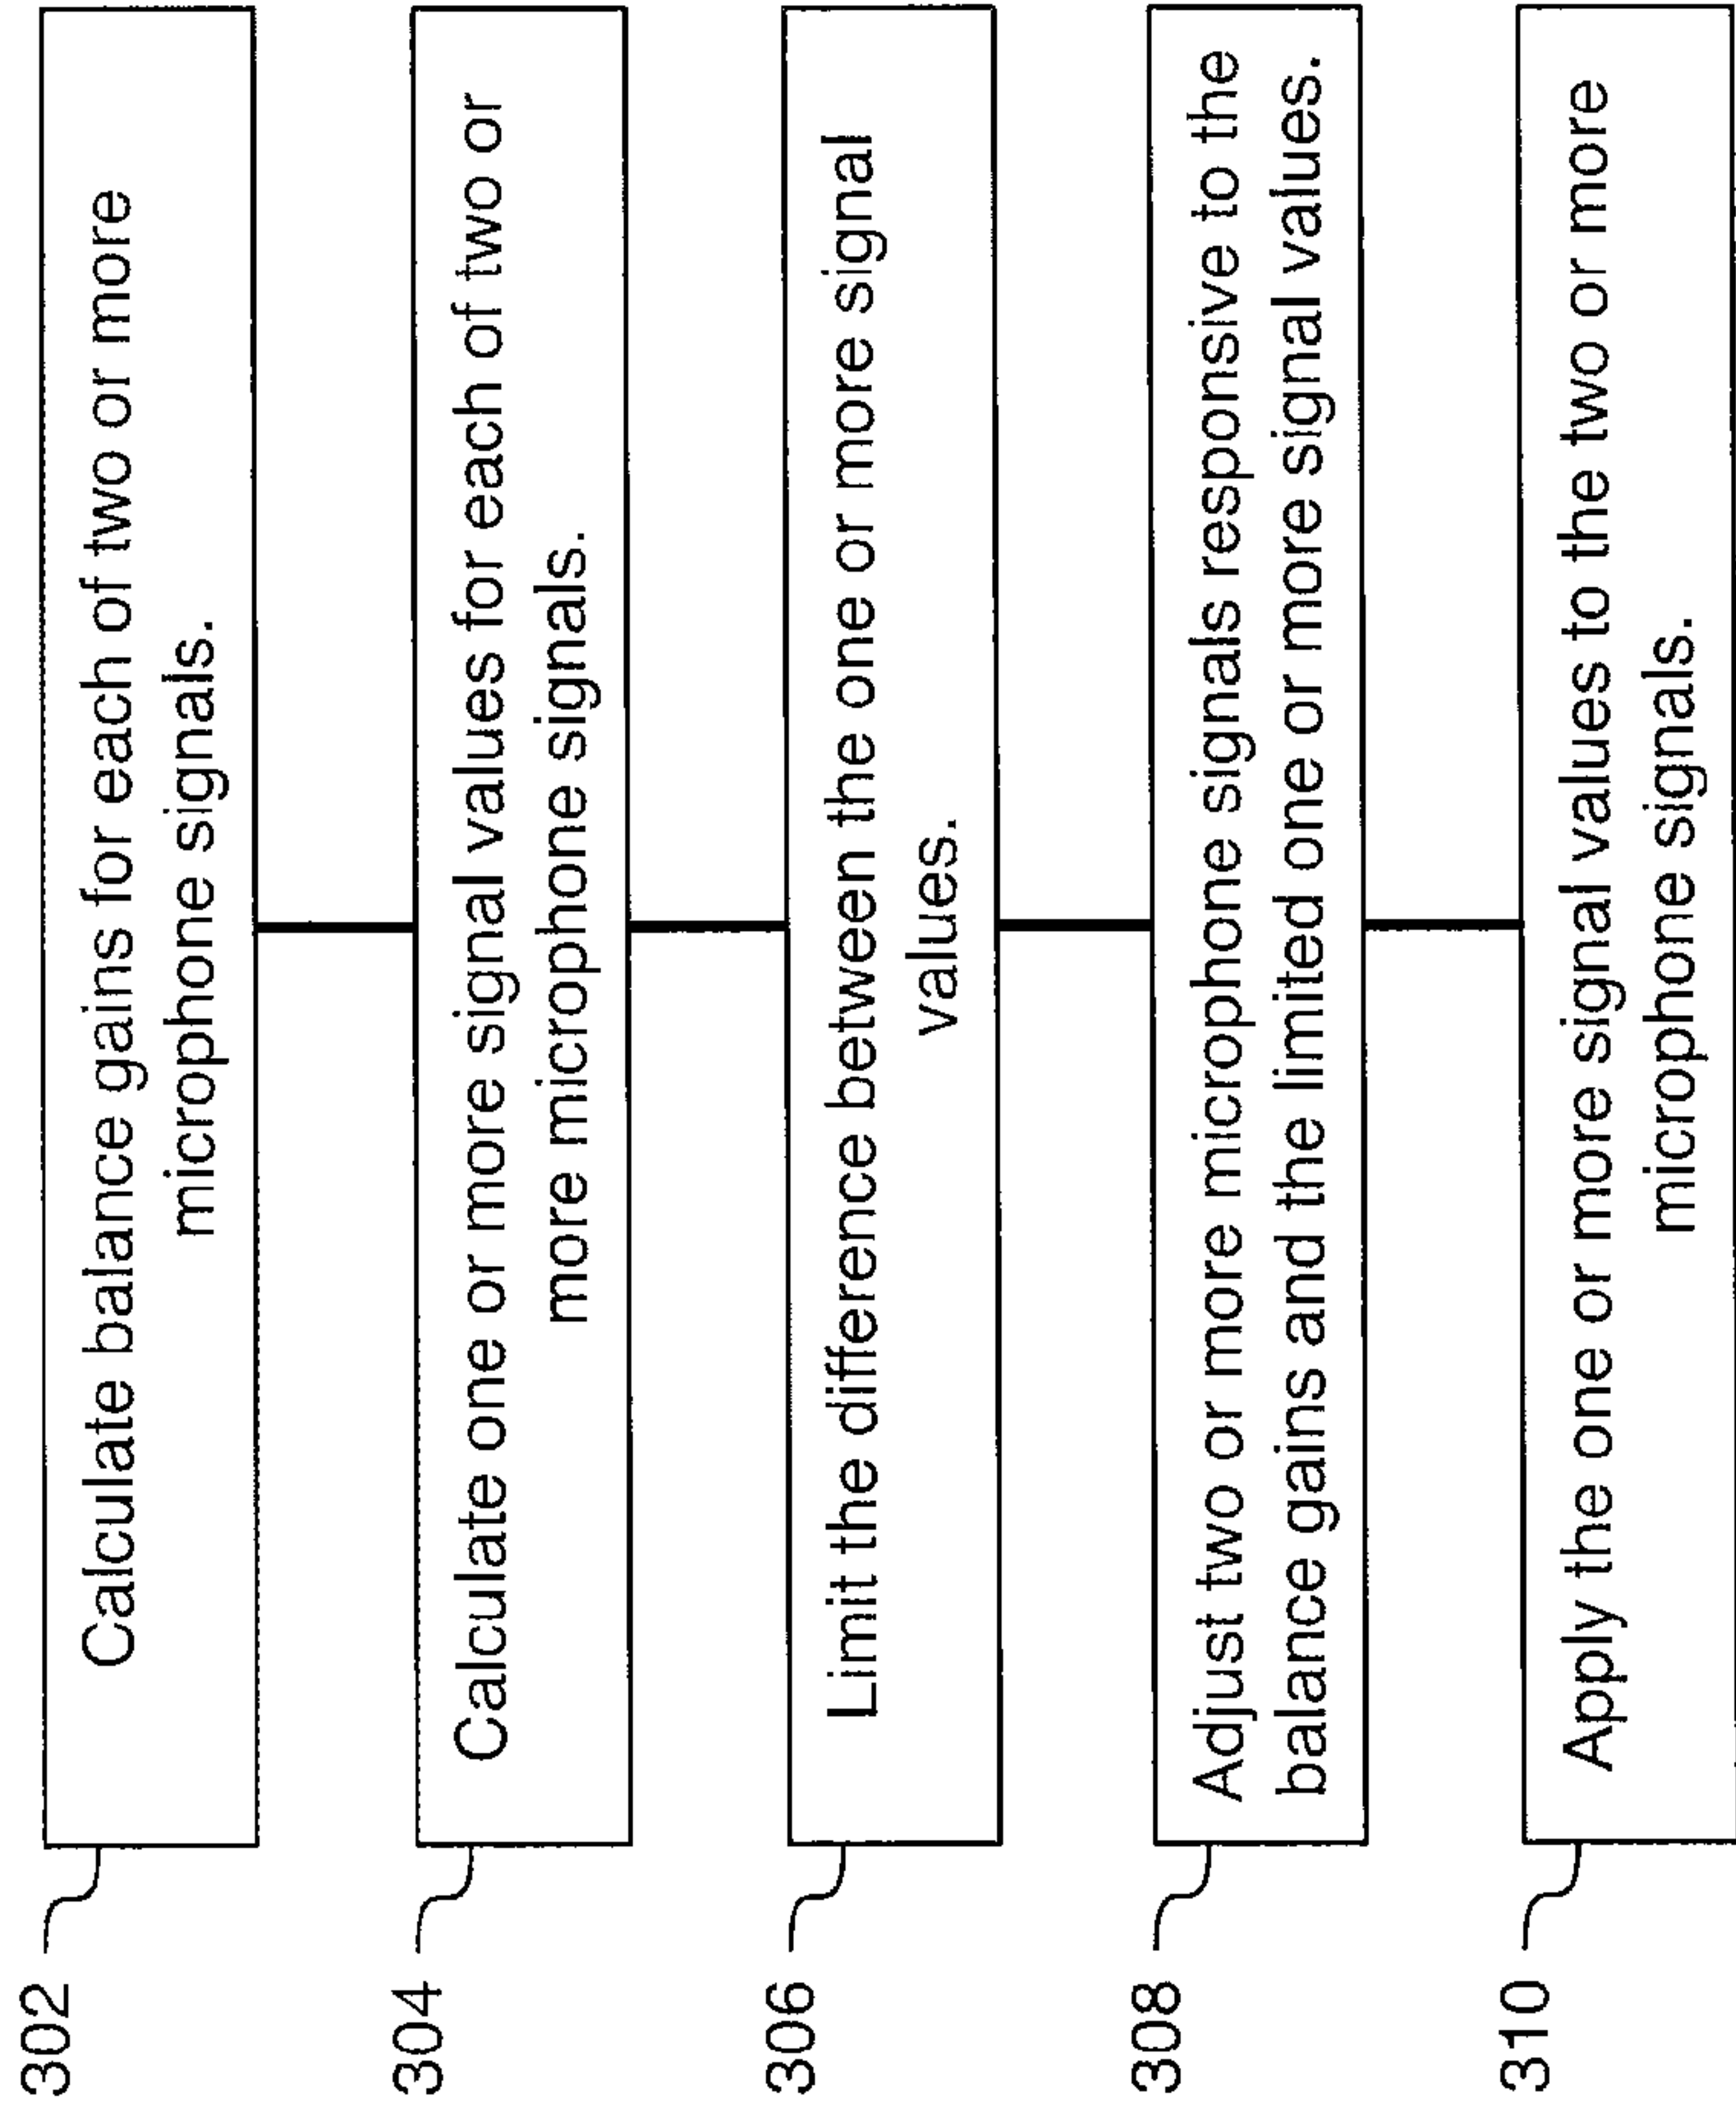 302
Calculate balance gains for each of two or more
microphone signals.
304
Calculate one or more signal values for each of two or
more microphone signals.
306
Limit the difference between the one or more signal
values.
308
Adjust two or more microphone signals responsive to the
balance gains and the limited one or more signal values.
310
Apply the one or more signal values to the two or more
microphone signals.